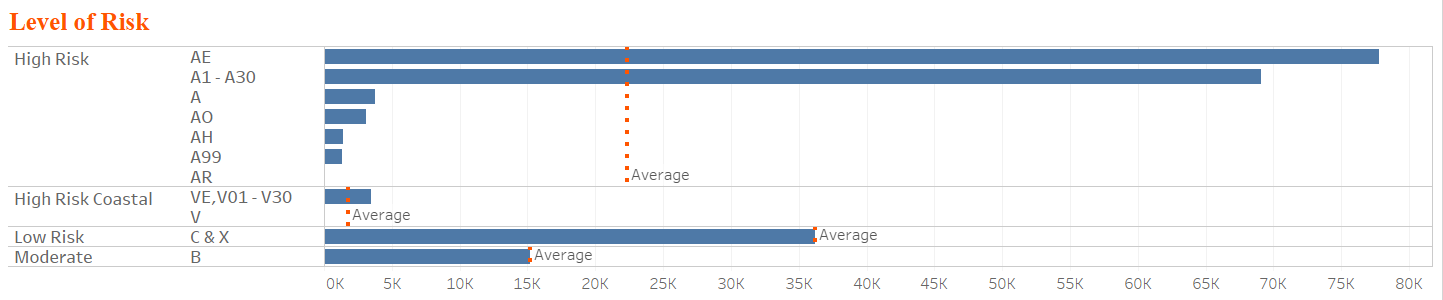 Level of Risk
High Risk AE
A1 - A30
A
AO
AH
A99
AR Average
High Risk Coastal VE,V01 - V30
V Average
Low Risk C & X Average
Moderate B Average
0K 5K 10K 15K 20K 25K 30K 35K 40K 45K 50K 55K 60K 65K 70K 75K 80K